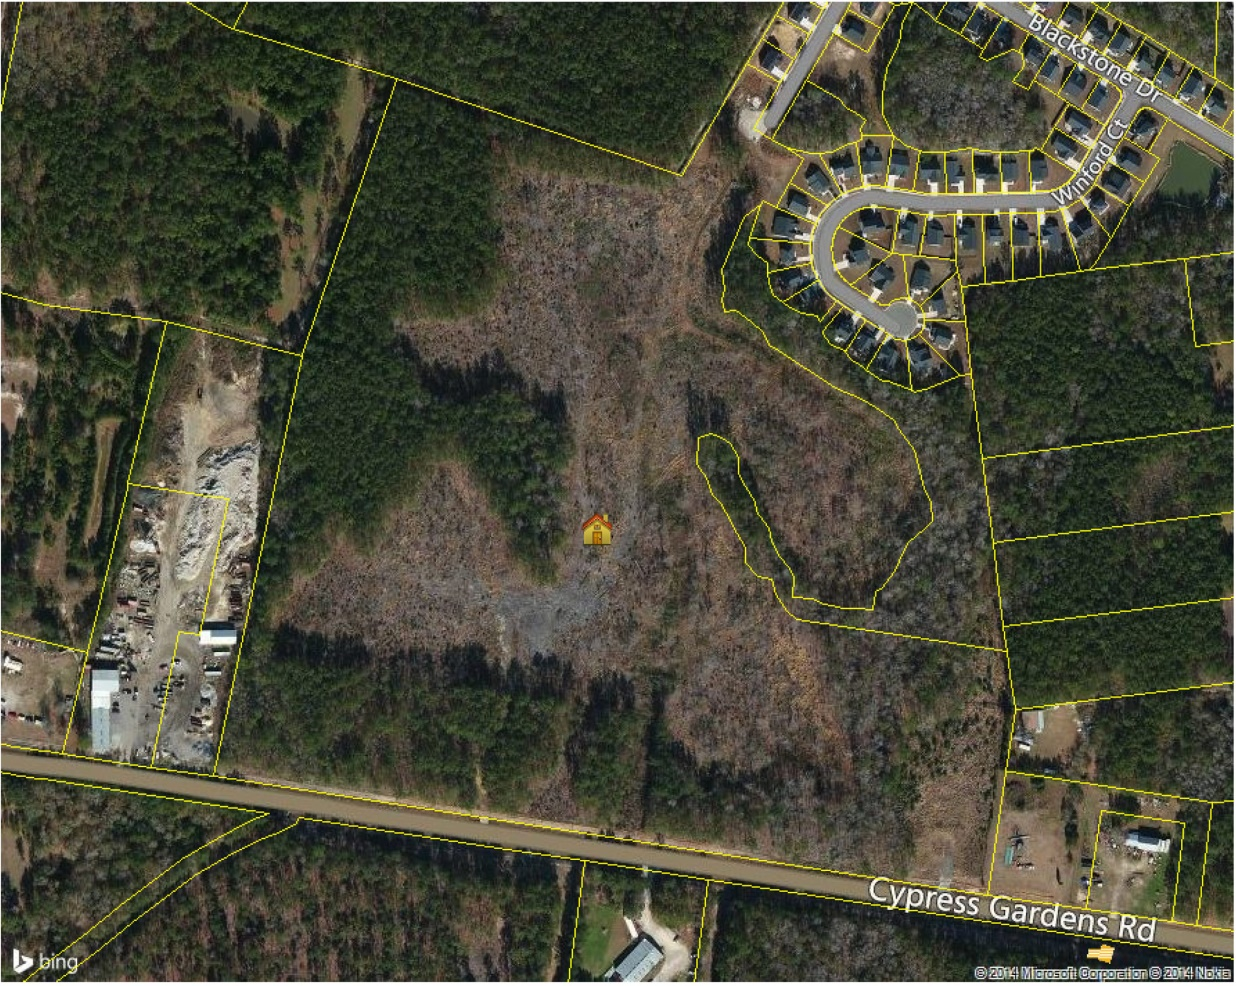 Blackstone Dr
Winford Ct
Cypress Gardens Rd
bing
© 2014 Microsoft Corporation © 2014 Nokia